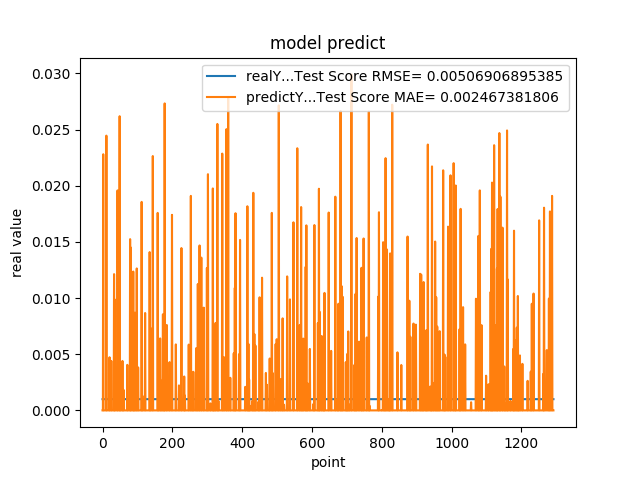 model predict
realY...Test Score RMSE= 0.00506906895385
predictY...Test Score MAE= 0.002467381806
0.030
0.025
0.020
0.015
0.010
0.005
0.000
real value
0 200 400 600 800 1000 1200
point